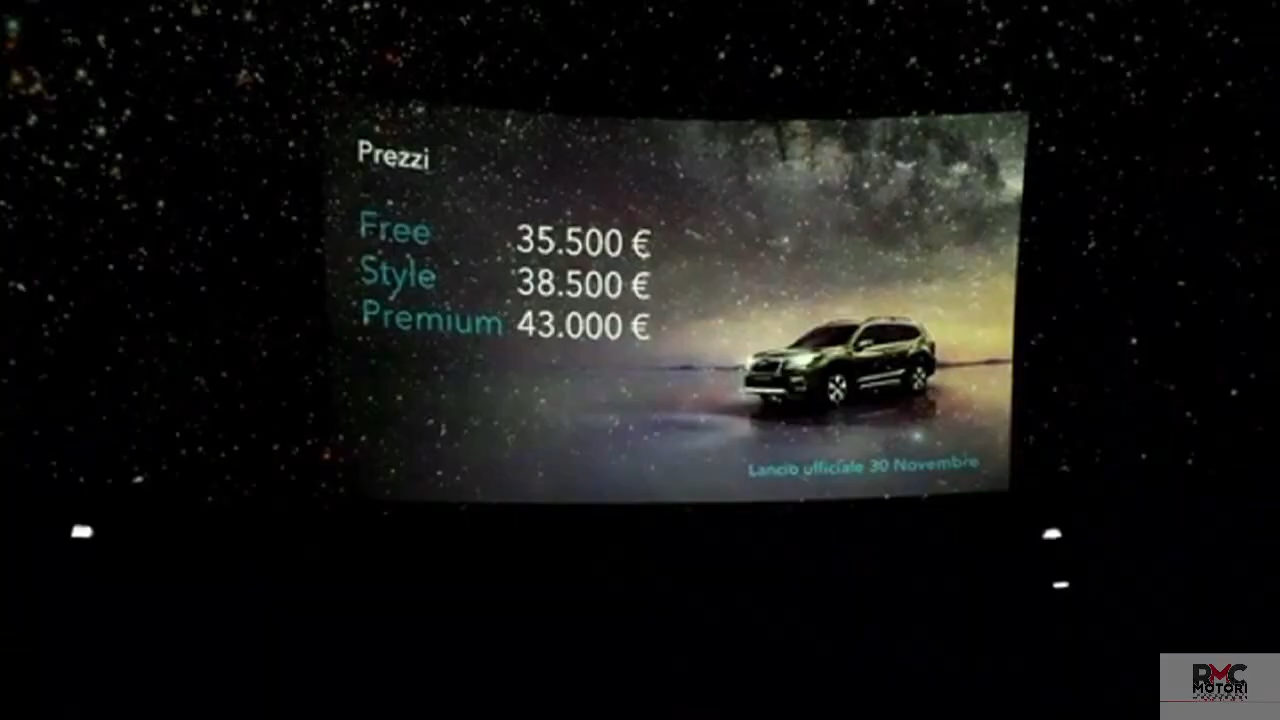 Prezzi
Free 35.500 €
Style 38.500 €
Premium 43.000 €
Lancio ufficiale 30 Novembre
RMC
MOTORI